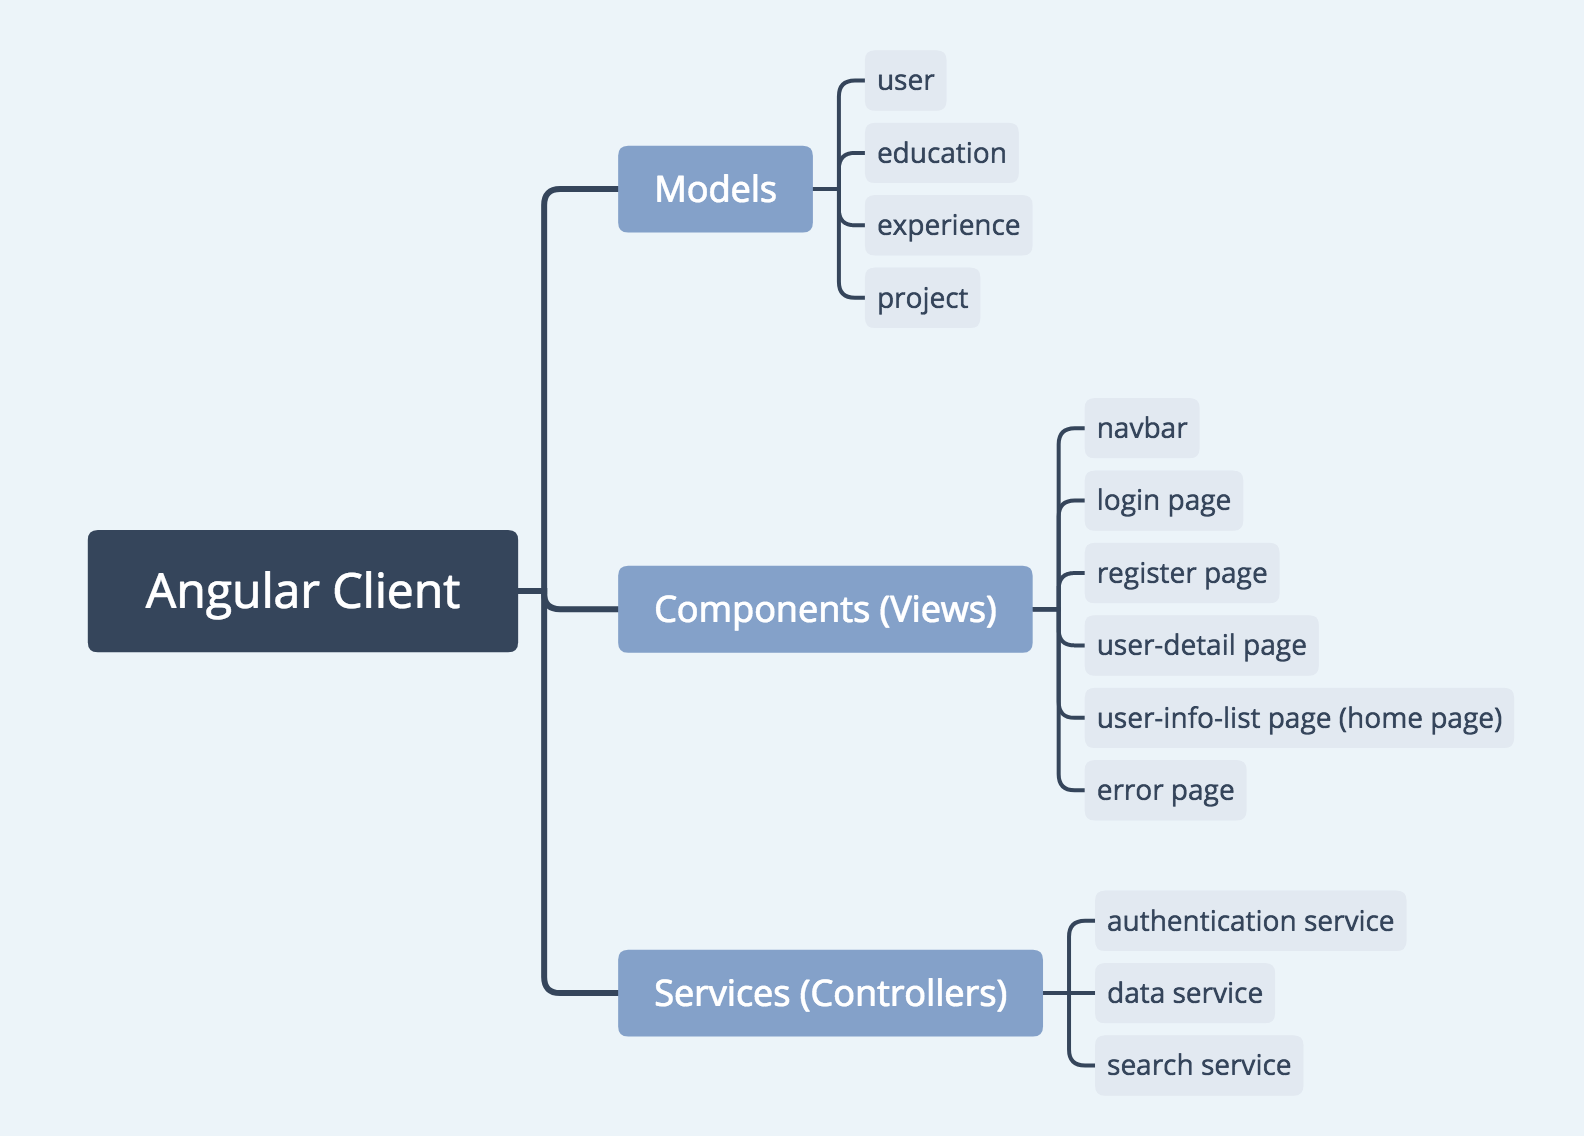 Angular Client
Models
user
education
experience
project
Components (Views)
navbar
login page
register page
user-detail page
user-info-list page (home page)
error page
Services (Controllers)
authentication service
data service
search service